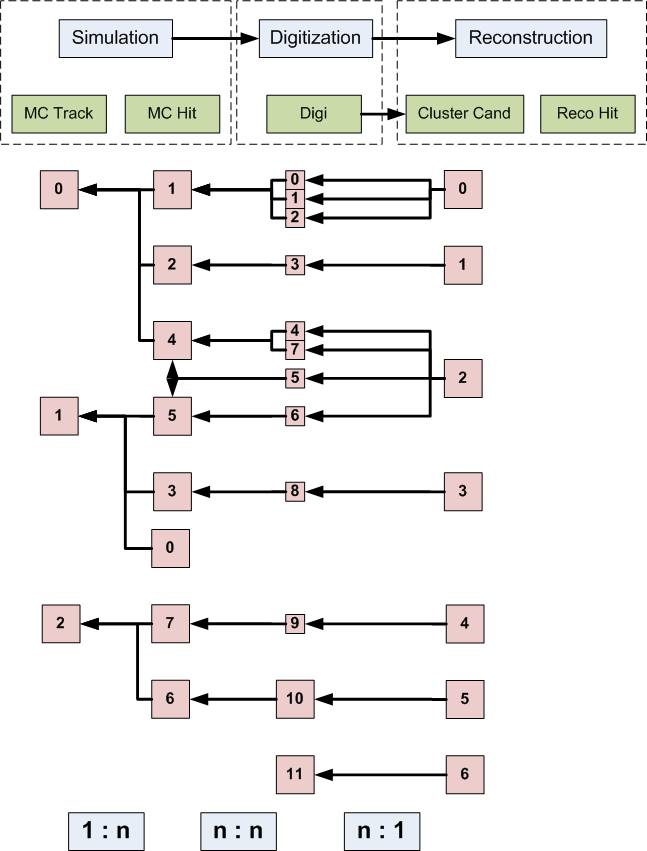 Simulation Digitization Reconstruction
MC Track MC Hit Digi Cluster Cand Reco Hit
0 1 0 0
1
2
2 3 1
4 4
7
5 2
1 5 6
3 8 3
0
2 7 9 4
6 10 5
11 6
1 : n n : n n : 1